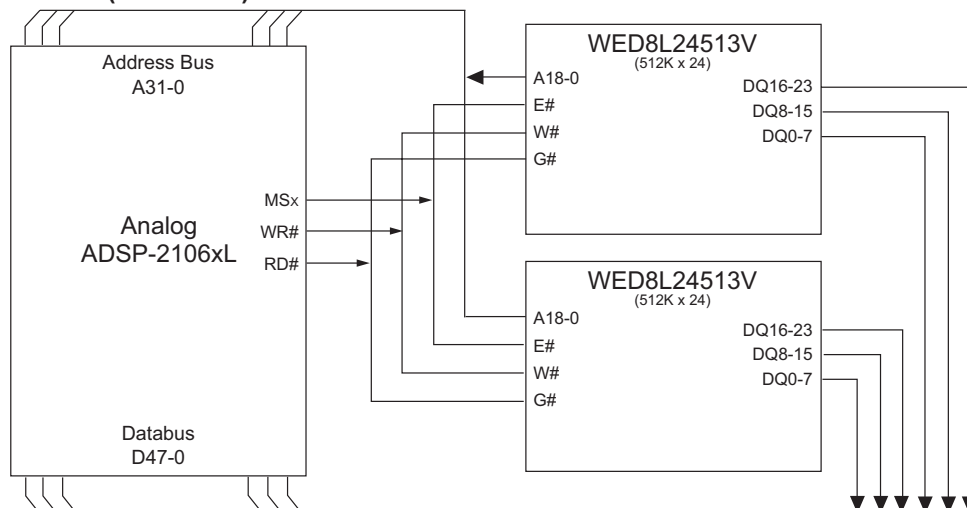 Address Bus
A31-0
Analog
ADSP-2106xL
MSx
WR#
RD#
Databus
D47-0
WED8L24513V
(512K x 24)
A18-0
E#
W#
G#
DQ16-23
DQ8-15
DQ0-7
WED8L24513V
(512K x 24)
A18-0
E#
W#
G#
DQ16-23
DQ8-15
DQ0-7